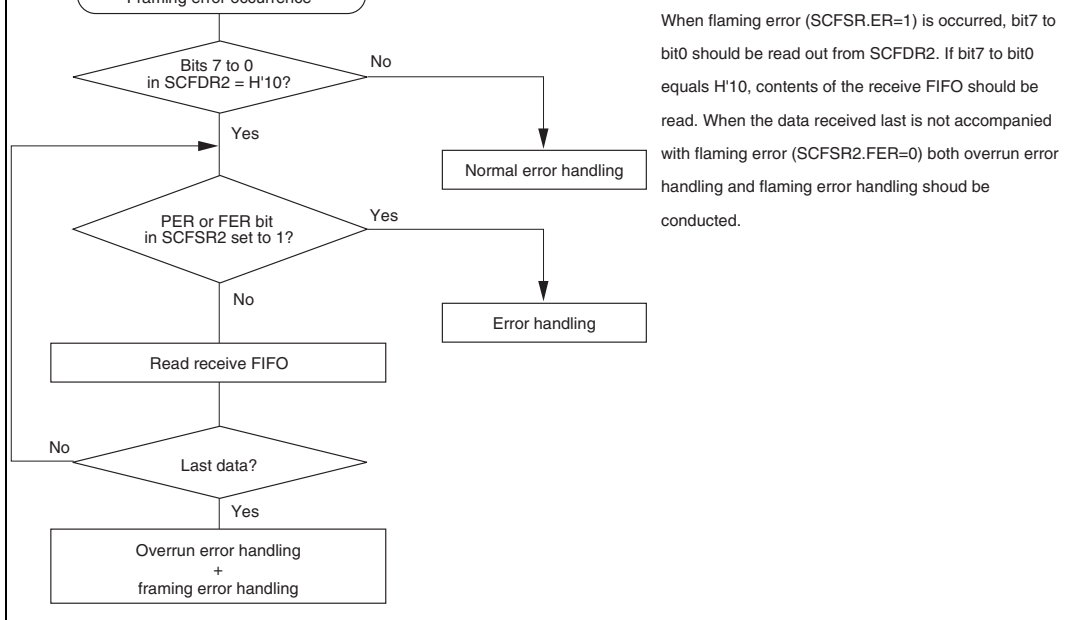 Framing error occurrence
Bits 7 to 0
in SCFDR2 = H'10?
No
Yes
Normal error handling
PER or FER bit
in SCFSR2 set to 1?
Yes
No
Error handling
Read receive FIFO
Last data?
No
Yes
Overrun error handling
+
framing error handling
When flaming error (SCFSR.ER=1) is occurred, bit7 to
bit0 should be read out from SCFDR2. If bit7 to bit0
equals H'10, contents of the receive FIFO should be
read. When the data received last is not accompanied
with flaming error (SCFSR2.FER=0) both overrun error
handling and flaming error handling shoud be
conducted.